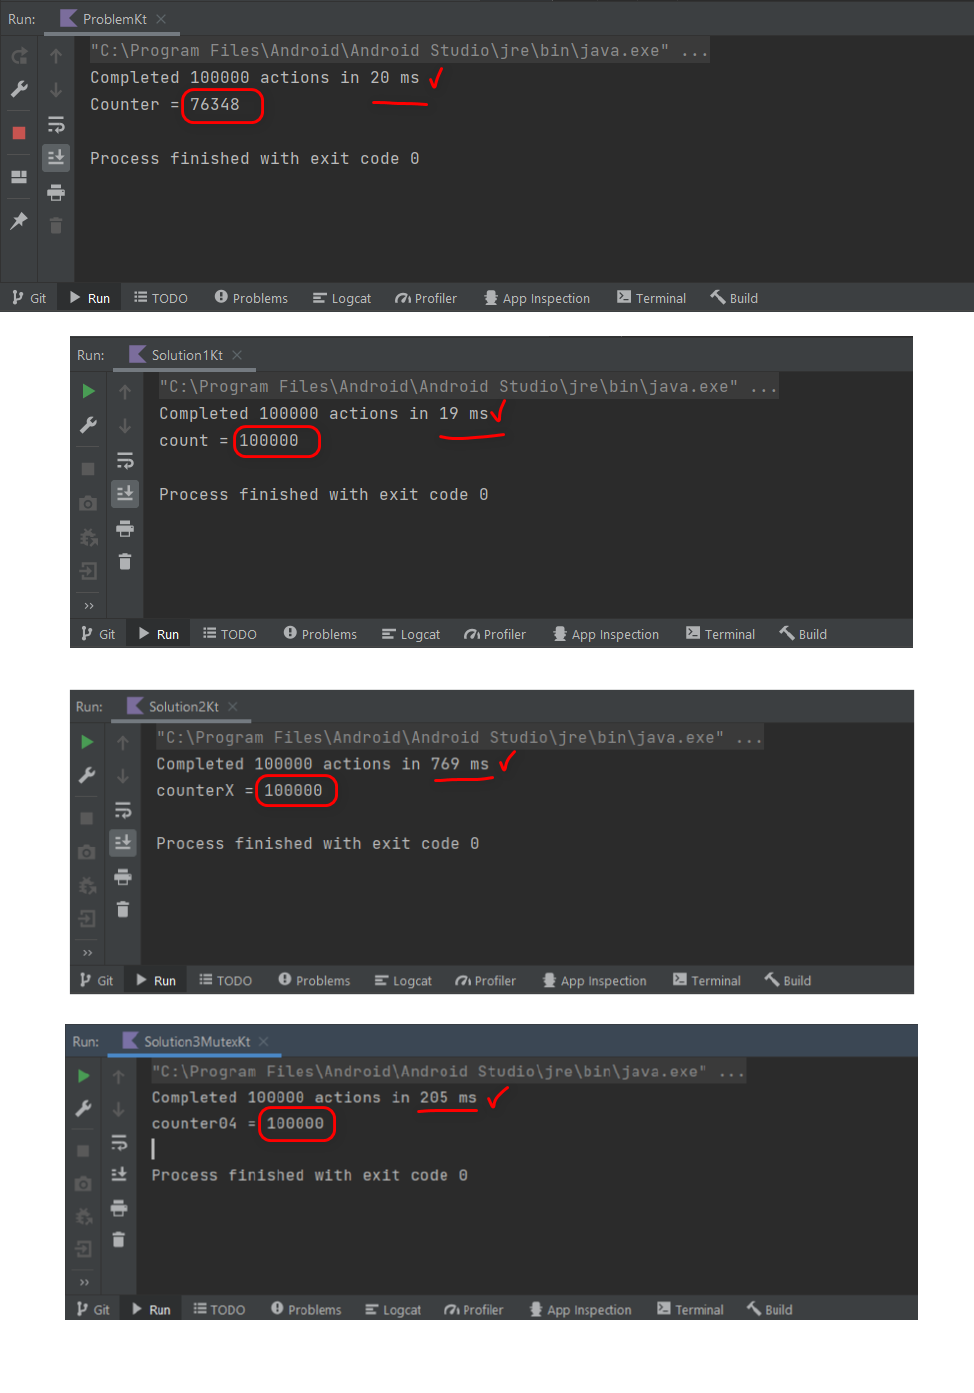 Run: ProblemKt
"C:\Program Files\Android\Android Studio\jre\bin\java.exe" ...
Completed 100000 actions in 20 ms
Counter = 76348
Process finished with exit code 0
Git Run TODO Problems Logcat Profiler App Inspection Terminal Build
Run: Solution1Kt
"C:\Program Files\Android\Android Studio\jre\bin\java.exe" ...
Completed 100000 actions in 19 ms
count = 100000
Process finished with exit code 0
Git Run TODO Problems Logcat Profiler App Inspection Terminal Build
Run: Solution2Kt
"C:\Program Files\Android\Android Studio\jre\bin\java.exe" ...
Completed 100000 actions in 769 ms
counterX = 100000
Process finished with exit code 0
Git Run TODO Problems Logcat Profiler App Inspection Terminal Build
Run: Solution3MutexKt
"C:\Program Files\Android\Android Studio\jre\bin\java.exe" ...
Completed 100000 actions in 205 ms
counter04 = 100000
Process finished with exit code 0
Git Run TODO Problems Logcat Profiler App Inspection Terminal Build